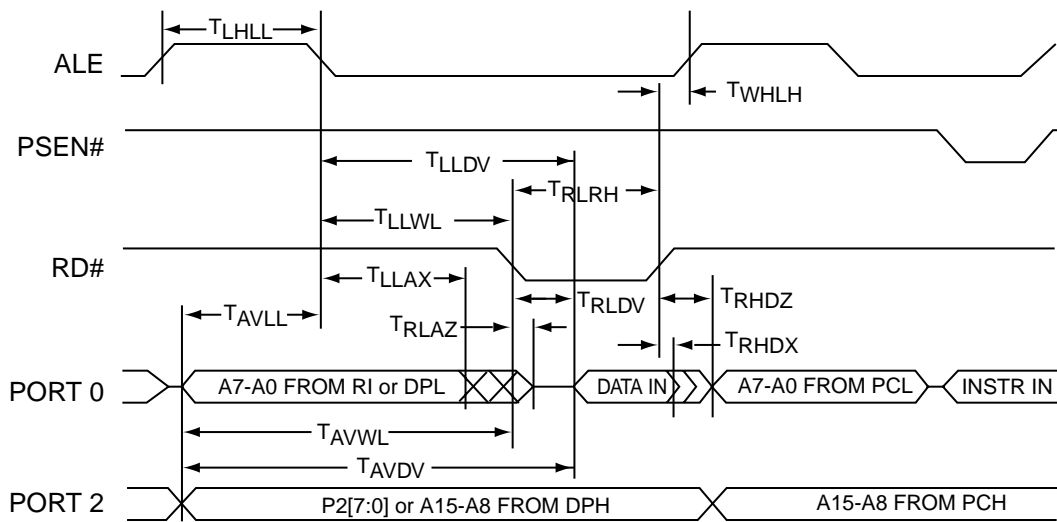 TLHLL
ALE
TWHLH
PSEN#
TLLDV
TRLRH
TLLWL
RD#
TLLAX
TRLDV
TRHDZ
TAVLL
TRLAZ
TRHDX
PORT 0
A7-A0 FROM RI or DPL
DATA IN
A7-A0 FROM PCL
INSTR IN
TAVWL
TAVDV
PORT 2
P2[7:0] or A15-A8 FROM DPH
A15-A8 FROM PCH